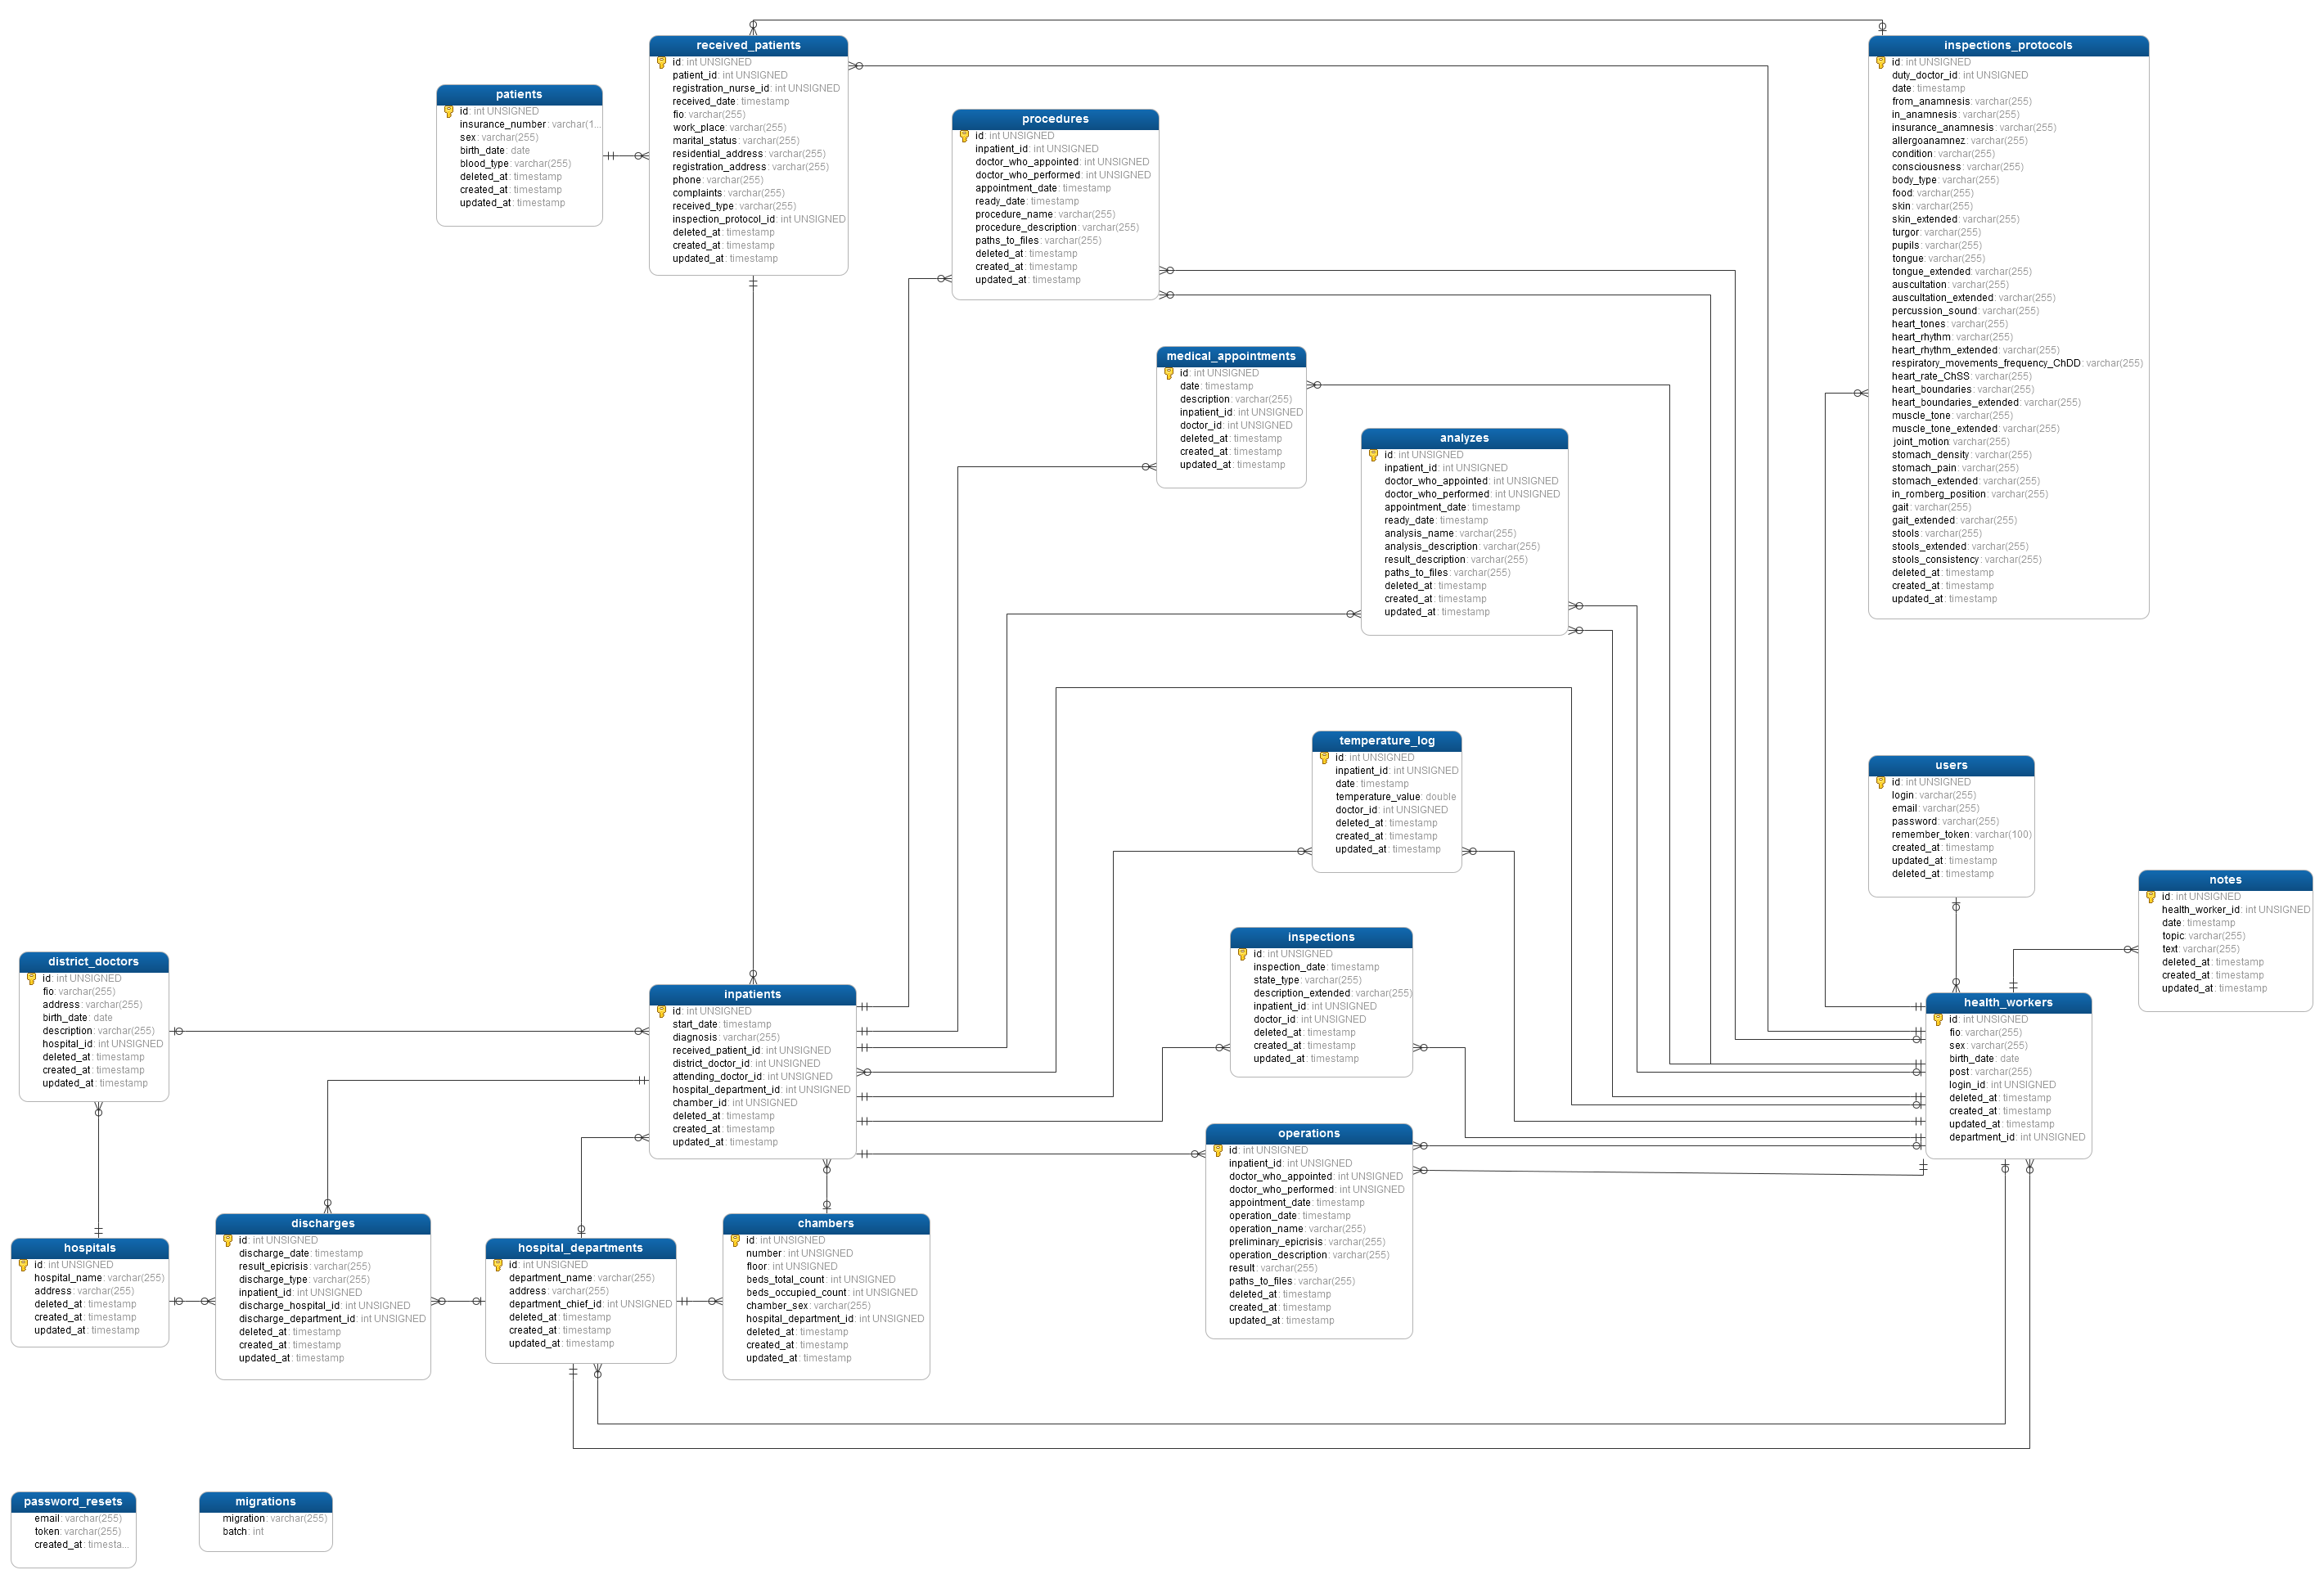 received_patients
id: int UNSIGNED
patient_id: int UNSIGNED
registration_nurse_id: int UNSIGNED
received_date: timestamp
fio: varchar(255)
work_place: varchar(255)
marital_status: varchar(255)
residential_address: varchar(255)
registration_address: varchar(255)
phone: varchar(255)
complaints: varchar(255)
received_type: varchar(255)
inspection_protocol_id: int UNSIGNED
deleted_at: timestamp
created_at: timestamp
updated_at: timestamp
inspections_protocols
id: int UNSIGNED
duty_doctor_id: int UNSIGNED
date: timestamp
from_anamnesis: varchar(255)
in_anamnesis: varchar(255)
insurance_anamnesis: varchar(255)
allergoanamnez: varchar(255)
condition: varchar(255)
consciousness: varchar(255)
body_type: varchar(255)
food: varchar(255)
skin: varchar(255)
skin_extended: varchar(255)
turgor: varchar(255)
pupils: varchar(255)
tongue: varchar(255)
tongue_extended: varchar(255)
auscultation: varchar(255)
auscultation_extended: varchar(255)
percussion_sound: varchar(255)
heart_tones: varchar(255)
heart_rhythm: varchar(255)
heart_rhythm_extended: varchar(255)
respiratory_movements_frequency_ChDD: varchar(255)
heart_rate_ChSS: varchar(255)
heart_boundaries: varchar(255)
heart_boundaries_extended: varchar(255)
muscle_tone: varchar(255)
muscle_tone_extended: varchar(255)
joint_motion: varchar(255)
stomach_density: varchar(255)
stomach_pain: varchar(255)
stomach_extended: varchar(255)
in_romberg_position: varchar(255)
gait: varchar(255)
gait_extended: varchar(255)
stools: varchar(255)
stools_extended: varchar(255)
stools_consistency: varchar(255)
deleted_at: timestamp
created_at: timestamp
updated_at: timestamp
patients
id: int UNSIGNED
insurance_number: varchar(1...
sex: varchar(255)
birth_date: date
blood_type: varchar(255)
deleted_at: timestamp
created_at: timestamp
updated_at: timestamp
procedures
id: int UNSIGNED
inpatient_id: int UNSIGNED
doctor_who_appointed: int UNSIGNED
doctor_who_performed: int UNSIGNED
appointment_date: timestamp
ready_date: timestamp
procedure_name: varchar(255)
procedure_description: varchar(255)
paths_to_files: varchar(255)
deleted_at: timestamp
created_at: timestamp
updated_at: timestamp
medical_appointments
id: int UNSIGNED
date: timestamp
description: varchar(255)
inpatient_id: int UNSIGNED
doctor_id: int UNSIGNED
deleted_at: timestamp
created_at: timestamp
updated_at: timestamp
analyzes
id: int UNSIGNED
inpatient_id: int UNSIGNED
doctor_who_appointed: int UNSIGNED
doctor_who_performed: int UNSIGNED
appointment_date: timestamp
ready_date: timestamp
analysis_name: varchar(255)
analysis_description: varchar(255)
result_description: varchar(255)
paths_to_files: varchar(255)
deleted_at: timestamp
created_at: timestamp
updated_at: timestamp
temperature_log
id: int UNSIGNED
inpatient_id: int UNSIGNED
date: timestamp
temperature_value: double
doctor_id: int UNSIGNED
deleted_at: timestamp
created_at: timestamp
updated_at: timestamp
users
id: int UNSIGNED
login: varchar(255)
email: varchar(255)
password: varchar(255)
remember_token: varchar(100)
created_at: timestamp
updated_at: timestamp
deleted_at: timestamp
notes
id: int UNSIGNED
health_worker_id: int UNSIGNED
date: timestamp
topic: varchar(255)
text: varchar(255)
deleted_at: timestamp
created_at: timestamp
updated_at: timestamp
inspections
id: int UNSIGNED
inspection_date: timestamp
state_type: varchar(255)
description_extended: varchar(255)
inpatient_id: int UNSIGNED
doctor_id: int UNSIGNED
deleted_at: timestamp
created_at: timestamp
updated_at: timestamp
district_doctors
id: int UNSIGNED
fio: varchar(255)
address: varchar(255)
birth_date: date
description: varchar(255)
hospital_id: int UNSIGNED
deleted_at: timestamp
created_at: timestamp
updated_at: timestamp
inpatients
id: int UNSIGNED
start_date: timestamp
diagnosis: varchar(255)
received_patient_id: int UNSIGNED
district_doctor_id: int UNSIGNED
attending_doctor_id: int UNSIGNED
hospital_department_id: int UNSIGNED
chamber_id: int UNSIGNED
deleted_at: timestamp
created_at: timestamp
updated_at: timestamp
health_workers
id: int UNSIGNED
fio: varchar(255)
sex: varchar(255)
birth_date: date
post: varchar(255)
login_id: int UNSIGNED
deleted_at: timestamp
created_at: timestamp
updated_at: timestamp
department_id: int UNSIGNED
operations
id: int UNSIGNED
inpatient_id: int UNSIGNED
doctor_who_appointed: int UNSIGNED
doctor_who_performed: int UNSIGNED
appointment_date: timestamp
operation_date: timestamp
operation_name: varchar(255)
preliminary_epicrisis: varchar(255)
operation_description: varchar(255)
result: varchar(255)
paths_to_files: varchar(255)
deleted_at: timestamp
created_at: timestamp
updated_at: timestamp
hospitals
id: int UNSIGNED
hospital_name: varchar(255)
address: varchar(255)
deleted_at: timestamp
created_at: timestamp
updated_at: timestamp
discharges
id: int UNSIGNED
discharge_date: timestamp
result_epicrisis: varchar(255)
discharge_type: varchar(255)
inpatient_id: int UNSIGNED
discharge_hospital_id: int UNSIGNED
discharge_department_id: int UNSIGNED
deleted_at: timestamp
created_at: timestamp
updated_at: timestamp
hospital_departments
id: int UNSIGNED
department_name: varchar(255)
address: varchar(255)
department_chief_id: int UNSIGNED
deleted_at: timestamp
created_at: timestamp
updated_at: timestamp
chambers
id: int UNSIGNED
number: int UNSIGNED
floor: int UNSIGNED
beds_total_count: int UNSIGNED
beds_occupied_count: int UNSIGNED
chamber_sex: varchar(255)
hospital_department_id: int UNSIGNED
deleted_at: timestamp
created_at: timestamp
updated_at: timestamp
password_resets
email: varchar(255)
token: varchar(255)
created_at: timesta...
migrations
migration: varchar(255)
batch: int